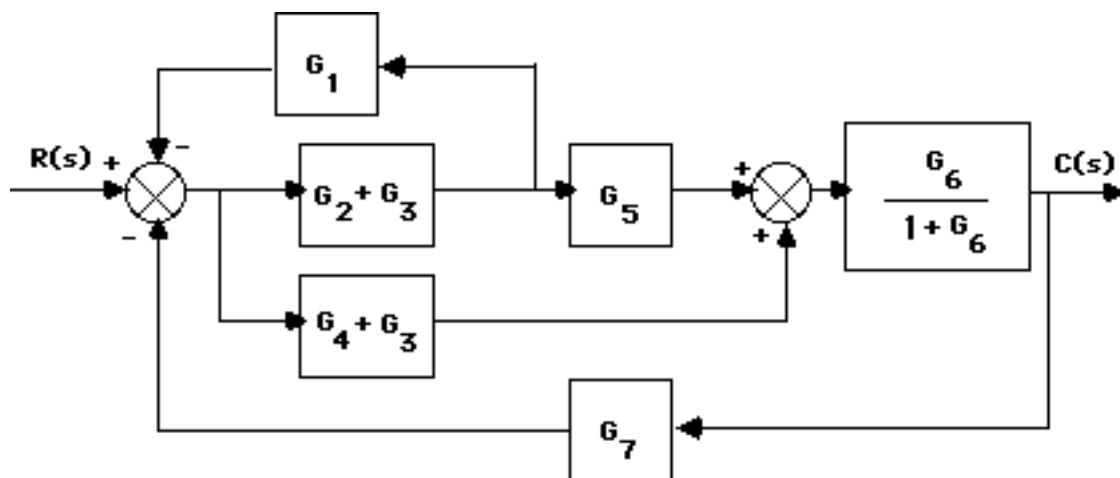 G1
-
R(s)
+
G2 + G3
G5
+
G6
1 + G6
C(s)
-
+
G4 + G3
G7